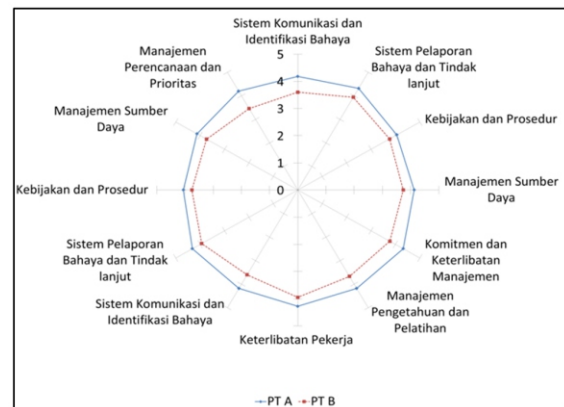 Sistem Komunikasi dan
Identifikasi Bahaya
Sistem Pelaporan
Bahaya dan Tindak
lanjut
Kebijakan dan Prosedur
Manajemen Sumber
Daya
Komitmen dan
Keterlibatan
Manajemen
Manajemen
Pengetahuan dan
Pelatihan
Keterlibatan Pekerja
Sistem Komunikasi dan
Identifikasi Bahaya
Sistem Pelaporan
Bahaya dan Tindak
lanjut
Kebijakan dan Prosedur
Manajemen Sumber
Daya
Manajemen
Perencanaan dan
Prioritas
5
4
3
2
1
0
PT A
PT B